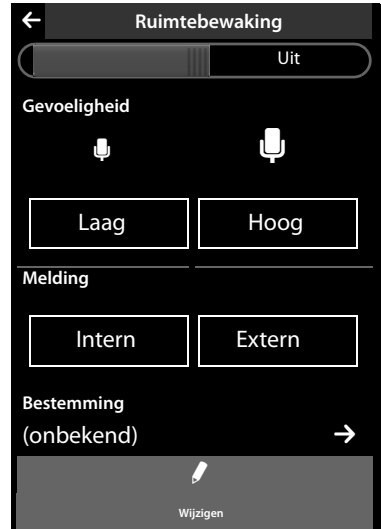 Ruimtebewaking
Uit
Gevoeligheid
Laag Hoog
Melding
Intern Extern
Bestemming
(onbekend)
Wijzigen